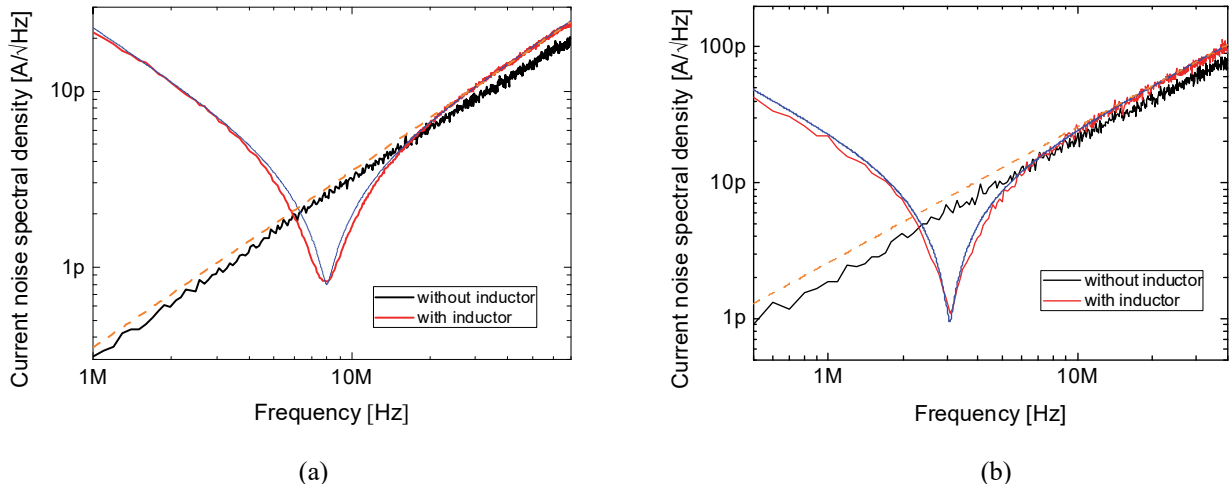 Current noise spectral density [A/√Hz]
10p
1p
1M
10M
without inductor
with inductor
Frequency [Hz]
(a)
Current noise spectral density [A/√Hz]
100p
10p
1p
1M
10M
without inductor
with inductor
Frequency [Hz]
(b)